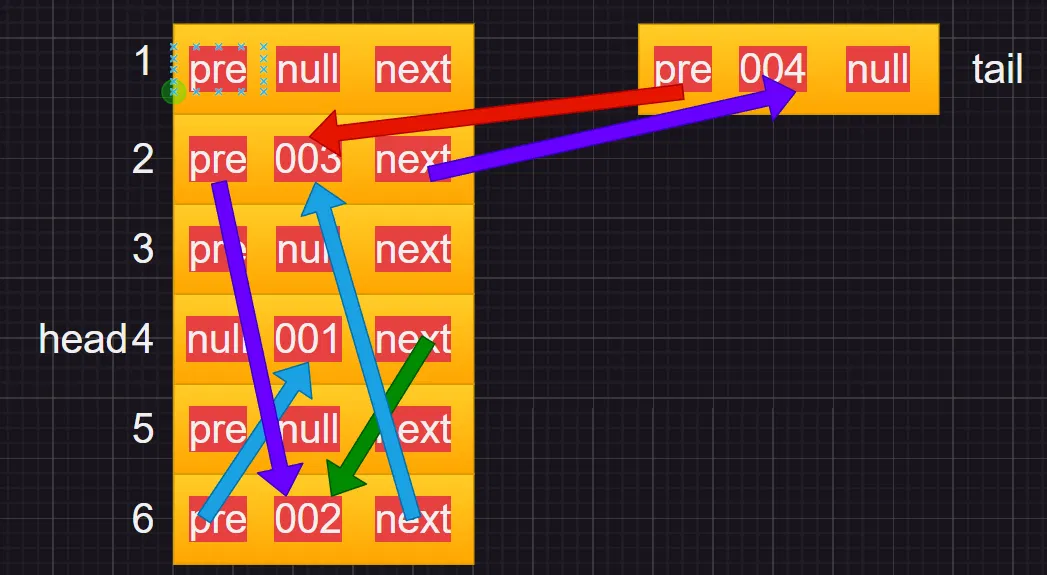 1 pre null next pre 004 null tail
2 pre 003 next
3 pre null next
head 4 null 001 next
5 pre null next
6 pre 002 next